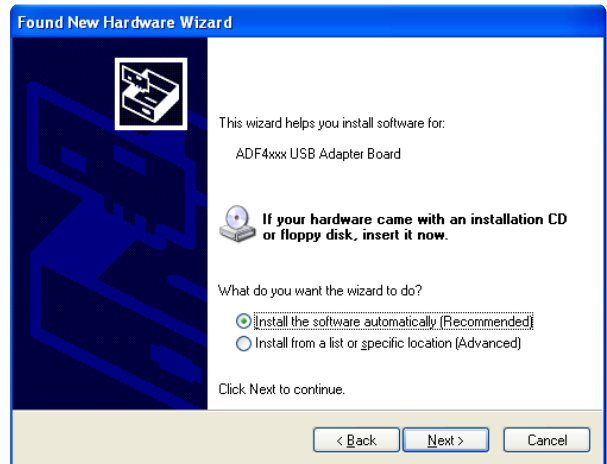 Found New Hardware Wizard
This wizard helps you install software for:
ADF4xxx USB Adapter Board
If your hardware came with an installation CD
or floppy disk, insert it now.
What do you want the wizard to do?
Install the software automatically (Recommended)
Install from a list or specific location (Advanced)
Click Next to continue.
< Back Next > Cancel